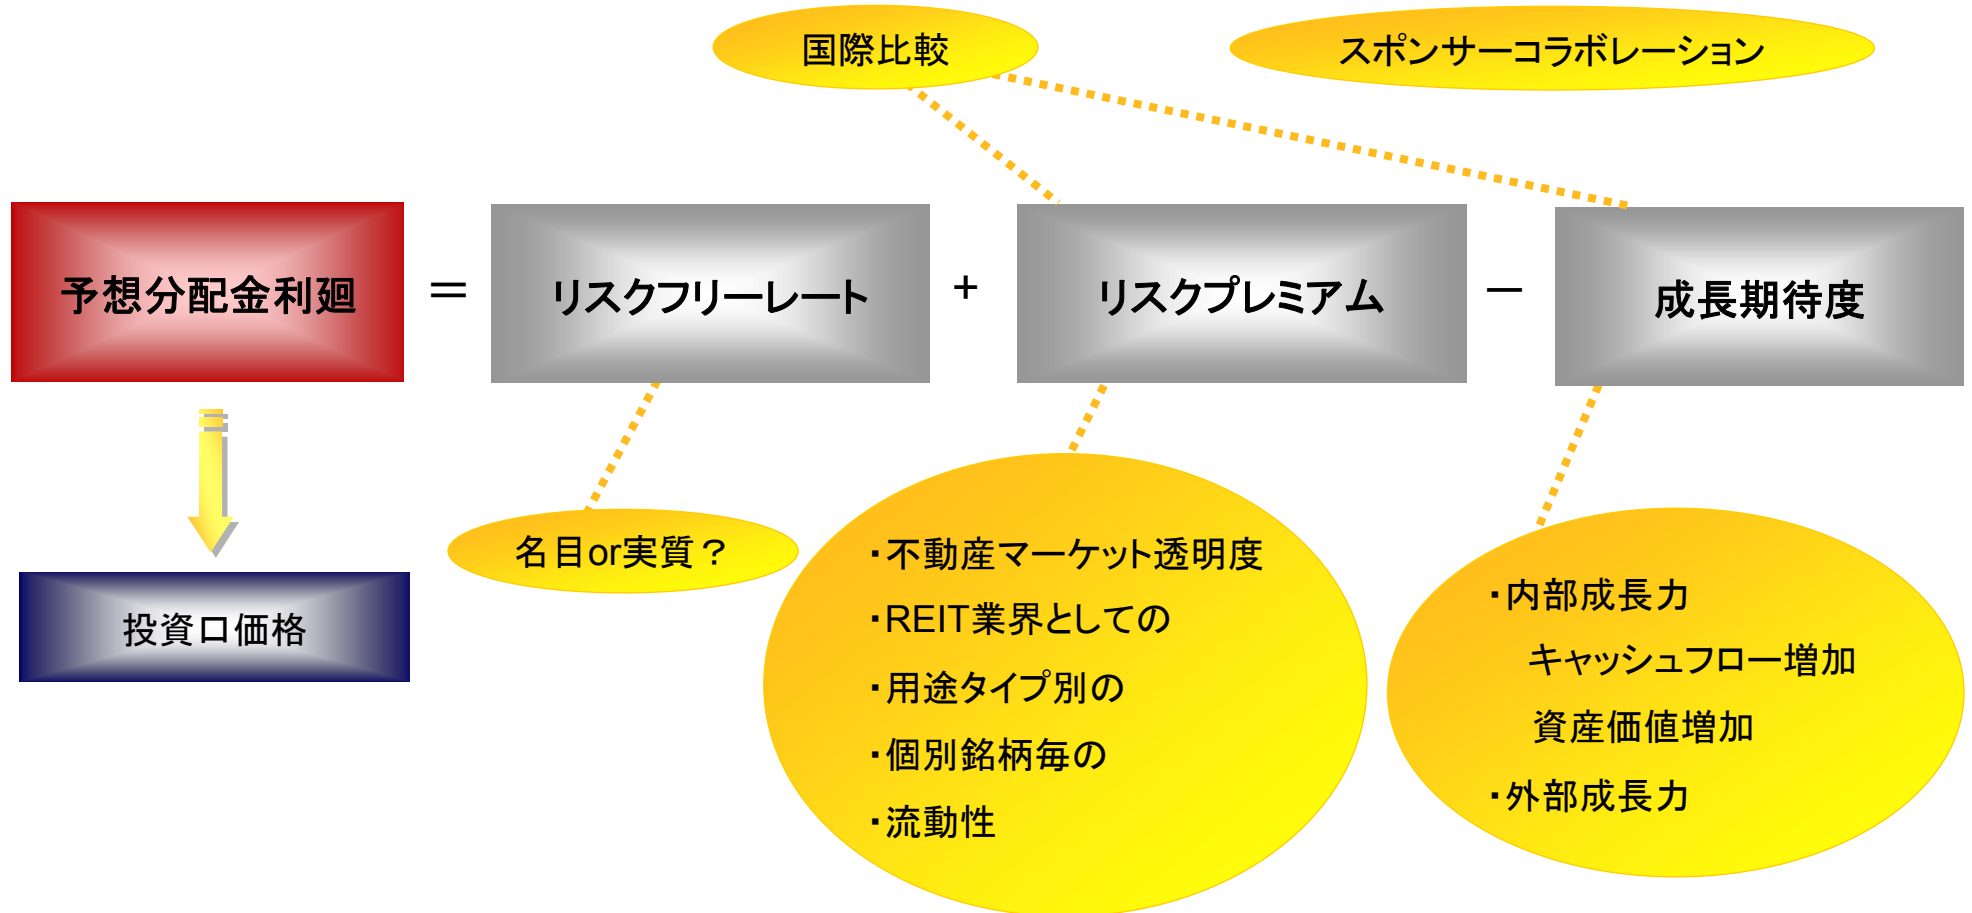 国際比較
スポンサーコラボレーション
予想分配金利廻
＝
リスクフリーレート
+
リスクプレミアム
－
成長期待度
名目or実質？
・不動産マーケット透明度
・REIT業界としての
・用途タイプ別の
・個別銘柄毎の
・流動性
・内部成長力
キャッシュフロー増加
資産価値増加
・外部成長力
投資口価格